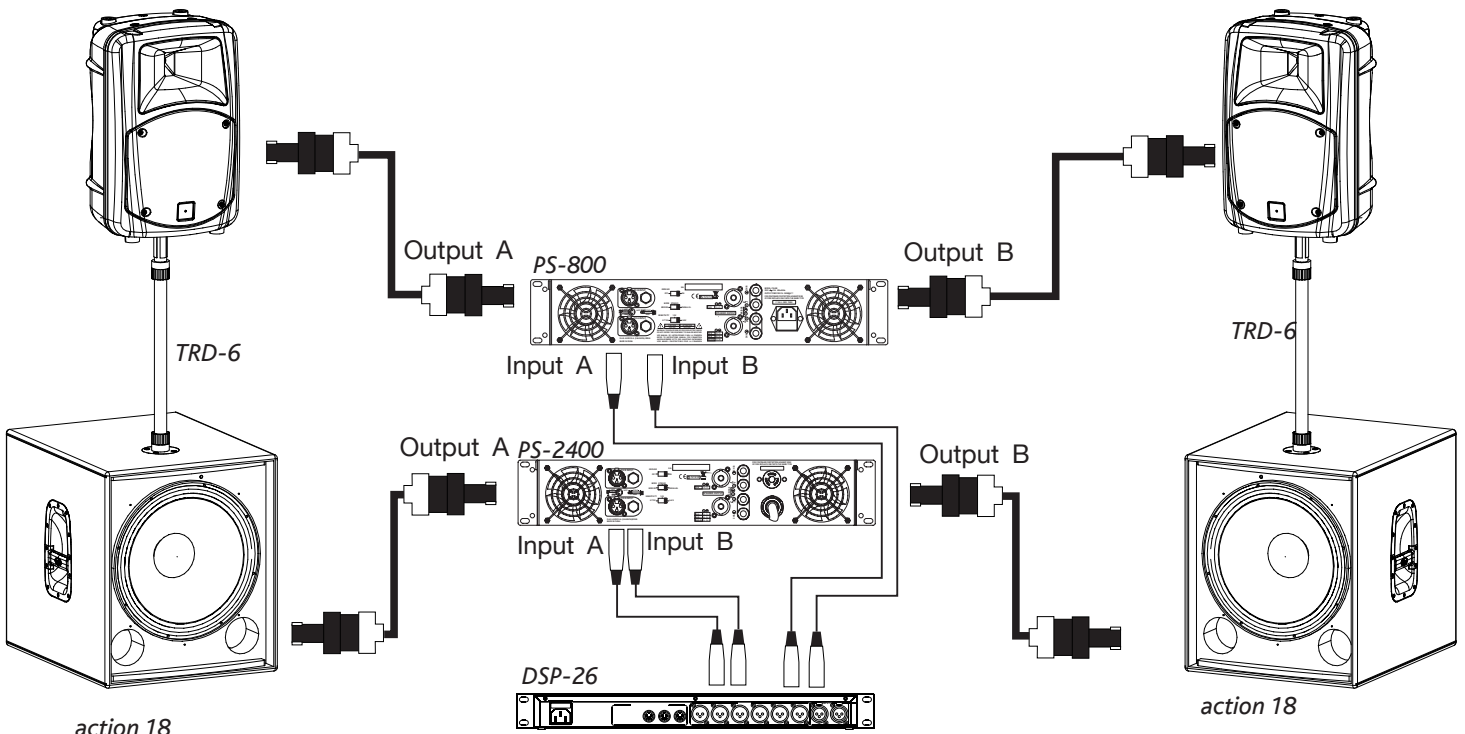 Output A
PS-800
Output B
TRD-6
TRD-6
Input A
Input B
Output A
PS-2400
Output B
Input A
Input B
DSP-26
action 18
action 18